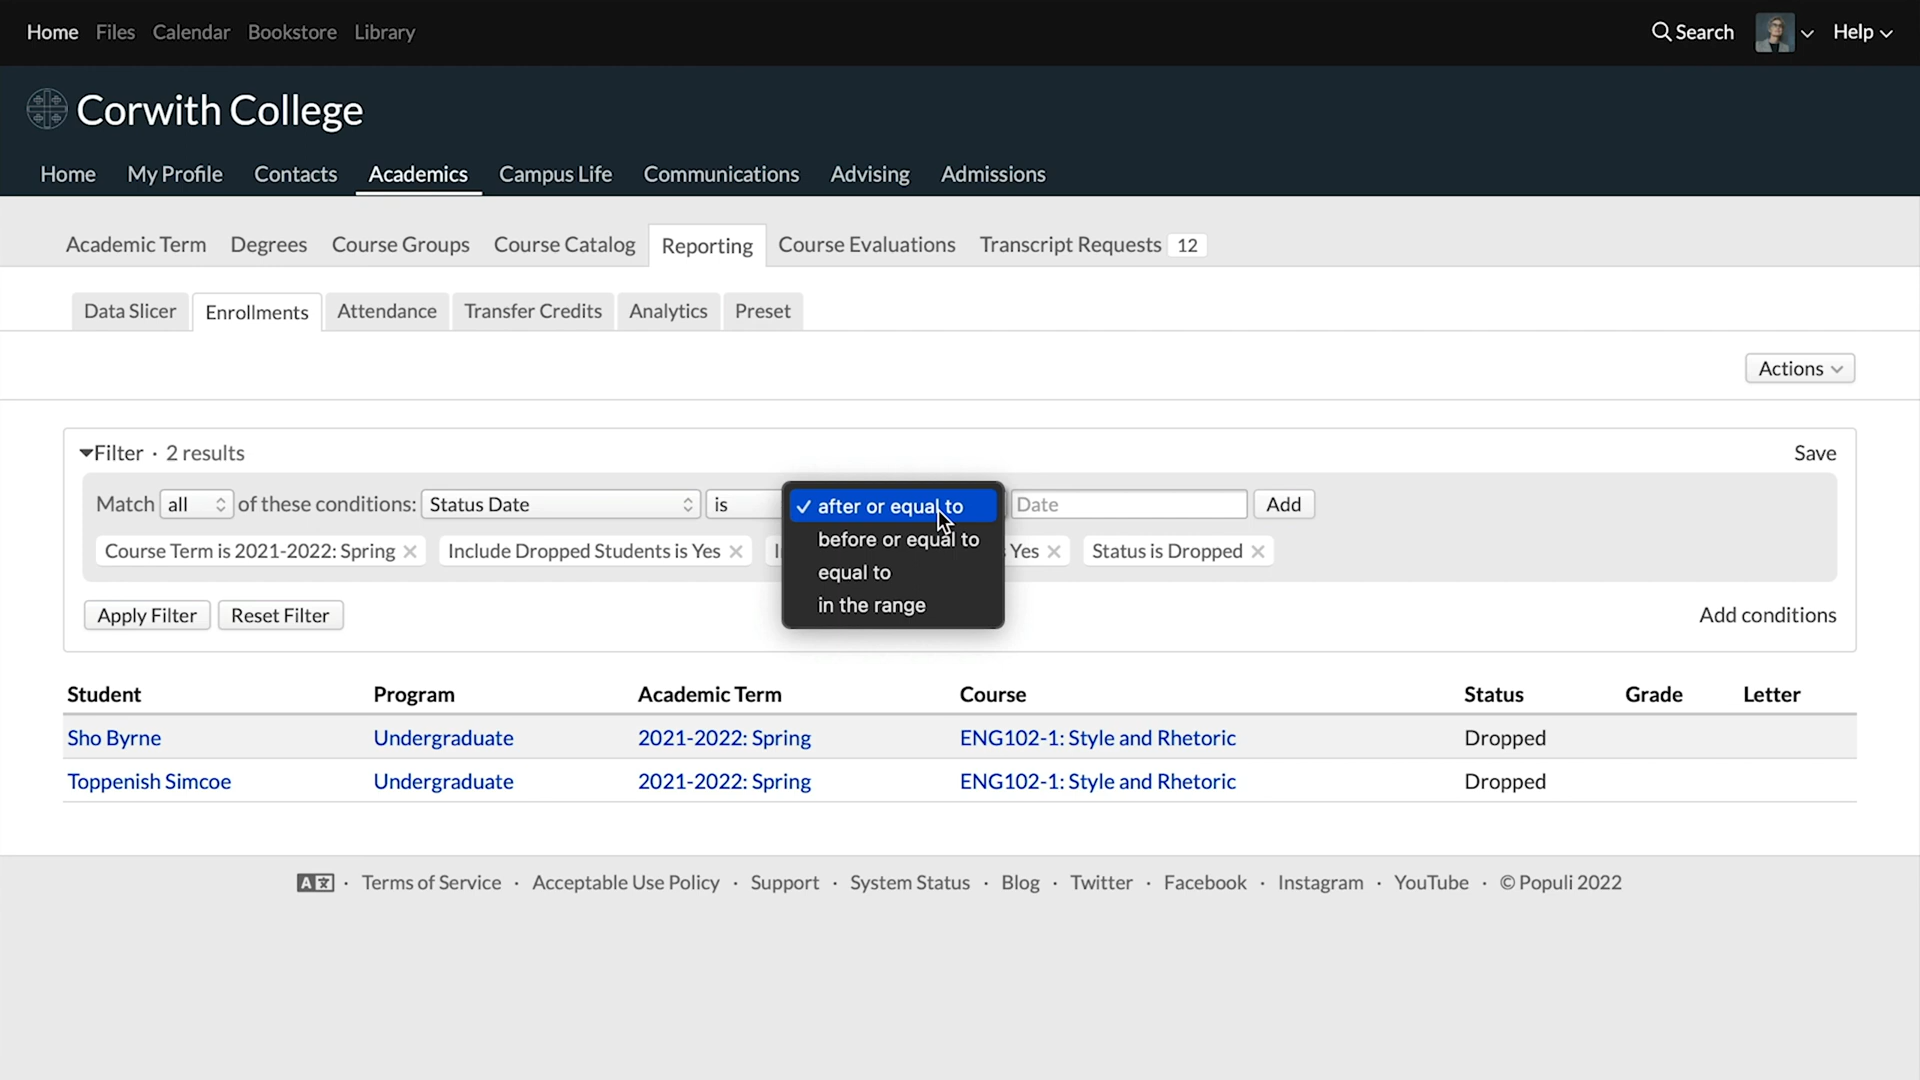 Home Files Calendar Bookstore Library Search Help
Corwith College
Home My Profile Contacts Academics Campus Life Communications Advising Admissions
Academic Term Degrees Course Groups Course Catalog Reporting Course Evaluations Transcript Requests 12
Data Slicer Enrollments Attendance Transfer Credits Analytics Preset
Actions
Filter · 2 results Save
Match all of these conditions: Status Date is ✓ after or equal to Date Add
before or equal to
Course Term is 2021-2022: Spring × Include Dropped Students is Yes × Yes × Status is Dropped ×
equal to
in the range
Apply Filter Reset Filter Add conditions
Student Program Academic Term Course Status Grade Letter
Sho Byrne Undergraduate 2021-2022: Spring ENG102-1: Style and Rhetoric Dropped
Toppenish Simcoe Undergraduate 2021-2022: Spring ENG102-1: Style and Rhetoric Dropped
A · Terms of Service · Acceptable Use Policy · Support · System Status · Blog · Twitter · Facebook · Instagram · YouTube · © Populi 2022